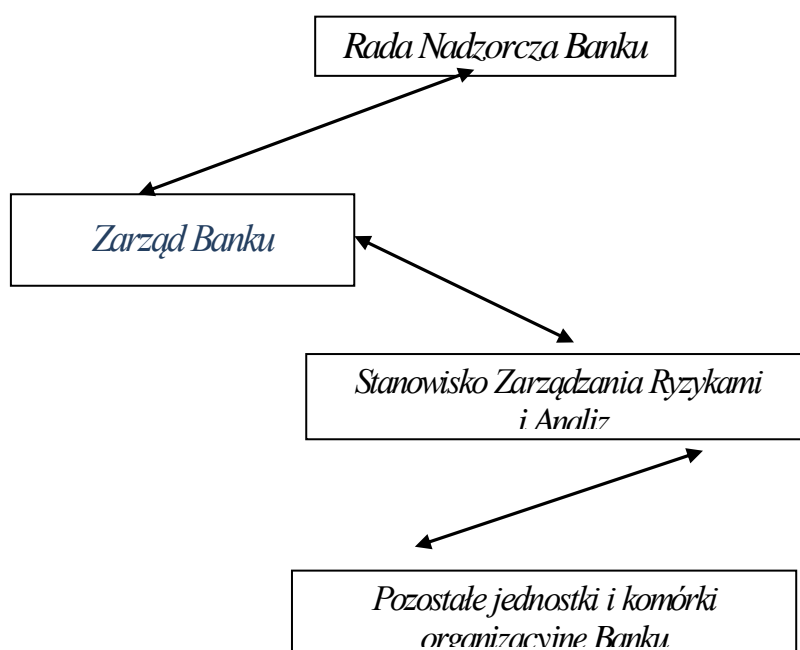 Rada Nadzorcza Banku
Zarząd Banku
Stanowisko Zarządzania Ryzykami
i Analiz
Pozostałe jednostki i komórki
organizacyjne Banku